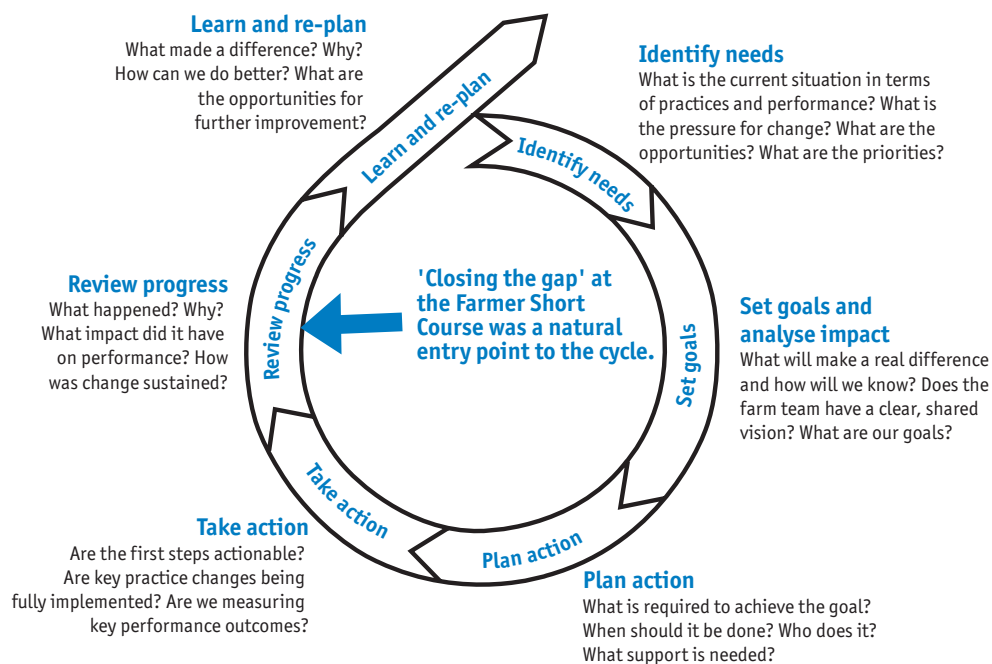 Learn and re-plan
What made a difference? Why?
How can we do better? What are
the opportunities for
further improvement?
Identify needs
What is the current situation in terms
of practices and performance? What is
the pressure for change? What are the
opportunities? What are the priorities?
Learn and re-plan
Identify needs
Review progress
What happened? Why?
What impact did it have
on performance? How
was change sustained?
Review progress
'Closing the gap' at
the Farmer Short
Course was a natural
entry point to the cycle.
Set goals
Set goals and
analyse impact
What will make a real difference
and how will we know? Does the
farm team have a clear, shared
vision? What are our goals?
Take action
Plan action
Take action
Are the first steps actionable?
Are key practice changes being
fully implemented? Are we measuring
key performance outcomes?
Plan action
What is required to achieve the goal?
When should it be done? Who does it?
What support is needed?